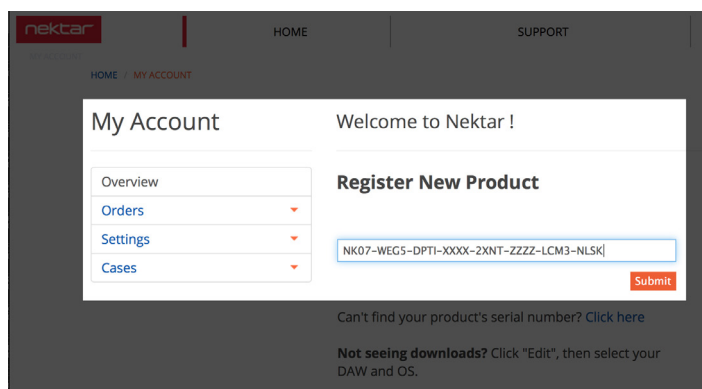 nektar
HOME
SUPPORT
MY ACCOUNT
HOME / MY ACCOUNT
My Account
Welcome to Nektar !
Overview
Orders
Settings
Cases
Register New Product
NK07-WEG5-DPTI-XXXX-2XNT-ZZZZ-LCM3-NLSK
Submit
Can't find your product's serial number? Click here
Not seeing downloads? Click "Edit", then select your
DAW and OS.